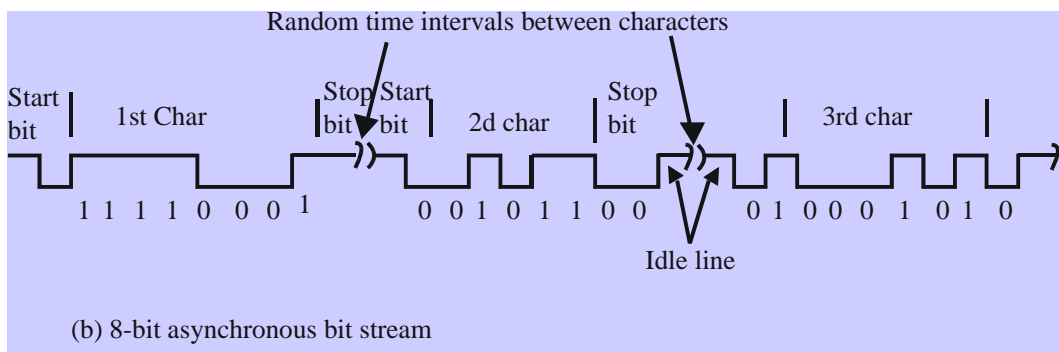 Random time intervals between characters
Start
bit
1st Char
Stop
bit
Start
bit
2d char
Stop
bit
3rd char
1 1 1 1 0 0 0 1
0 0 1 0 1 1 0 0
0 1 0 0 0 1 0 1 0
Idle line
(b) 8-bit asynchronous bit stream